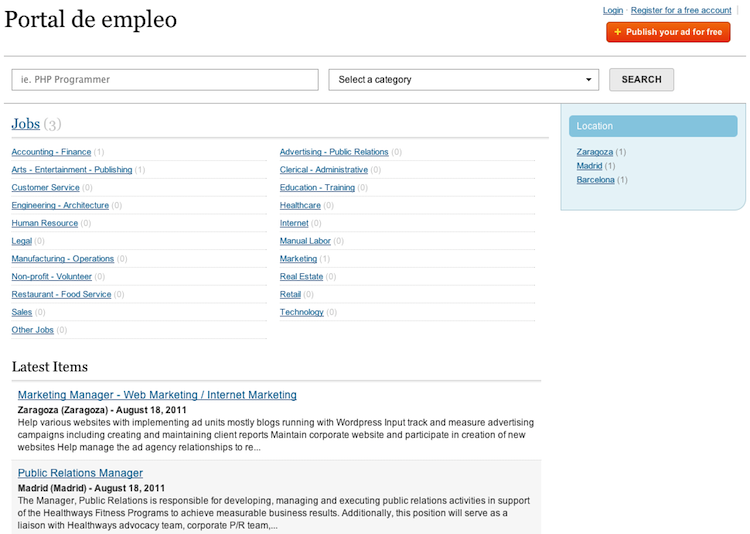 Portal de empleo
Login · Register for a free account
+ Publish your ad for free
ie. PHP Programmer
Select a category
SEARCH
Jobs (3)
Accounting - Finance (1)
Advertising - Public Relations (0)
Arts - Entertainment - Publishing (1)
Clerical - Administrative (0)
Customer Service (0)
Education - Training (0)
Engineering - Architecture (0)
Healthcare (0)
Human Resource (0)
Internet (0)
Legal (0)
Manual Labor (0)
Manufacturing - Operations (0)
Marketing (1)
Non-profit - Volunteer (0)
Real Estate (0)
Restaurant - Food Service (0)
Retail (0)
Sales (0)
Technology (0)
Other Jobs (0)
Location
Zaragoza (1)
Madrid (1)
Barcelona (1)
Latest Items
Marketing Manager - Web Marketing / Internet Marketing
Zaragoza (Zaragoza) - August 18, 2011
Help various websites with implementing ad units mostly blogs running with Wordpress Input track and measure advertising
campaigns including creating and maintaining client reports Maintain corporate website and participate in creation of new
websites Help manage the ad agency relationships to re...
Public Relations Manager
Madrid (Madrid) - August 18, 2011
The Manager, Public Relations is responsible for developing, managing and executing public relations activities in support
of the Healthways Fitness Programs to achieve measurable business results. Additionally, this position will serve as a
liaison with Healthways advocacy team, corporate P/R team,...